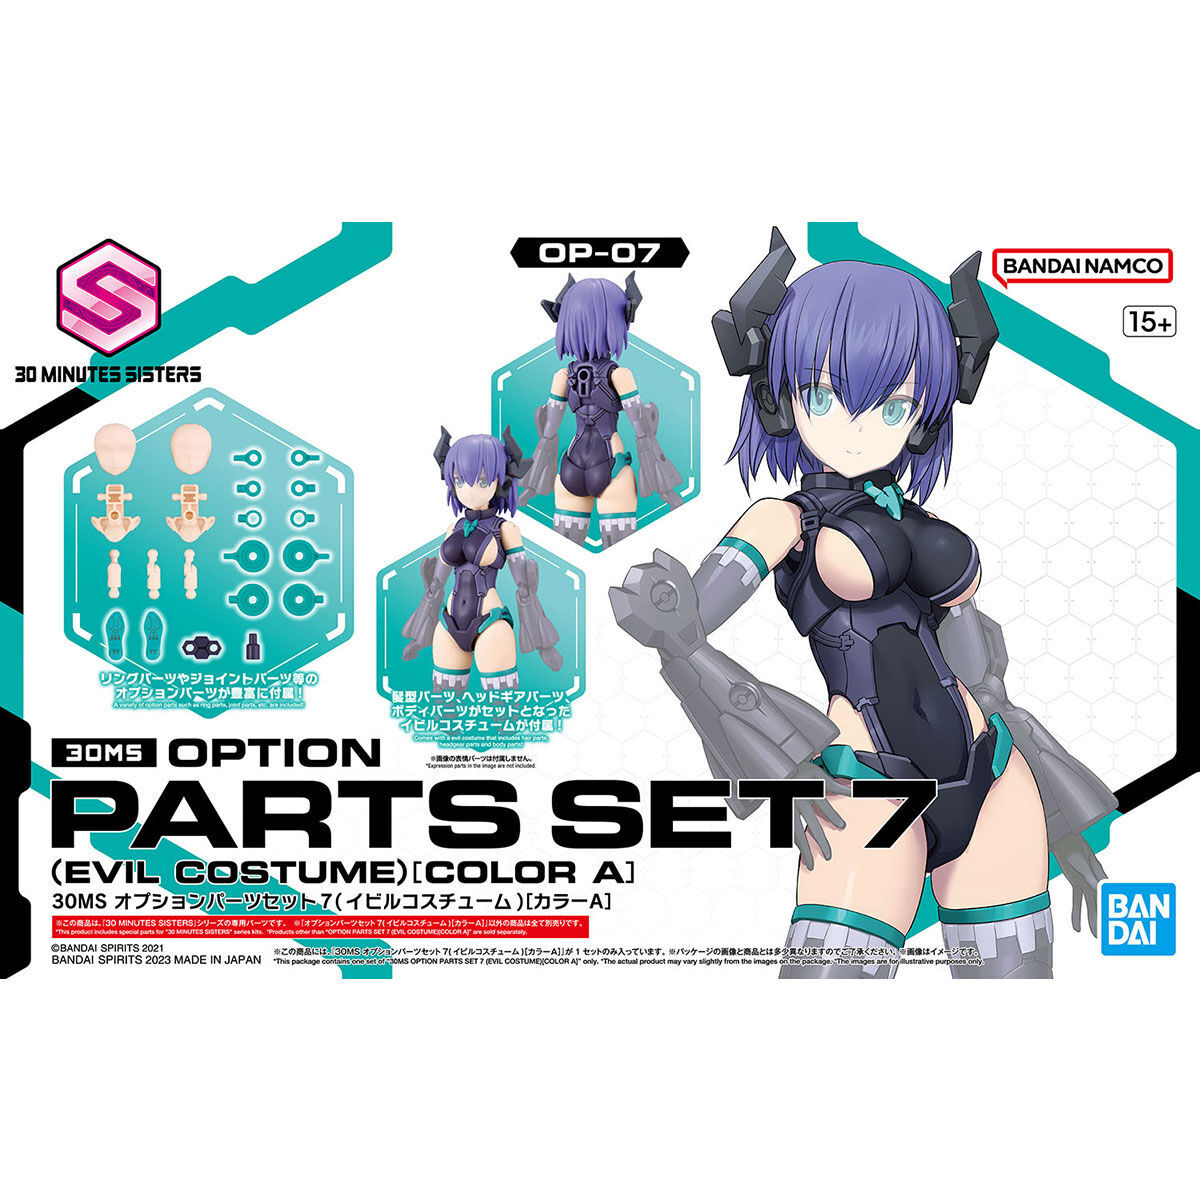 OP-07
BANDAI NAMCO
15+
30 MINUTES SISTERS
リングパーツやジョイントパーツ等の
オプションパーツが豊富に付属！
A variety of option parts such as ring parts, joint parts, etc. are included!
髪型パーツ、ヘッドギアパーツ、
ボディパーツがセットとなった
イビルコスチュームが付属！
Comes with a evil costume that includes hair parts,
headgear parts and body parts!
※画像の表情パーツは付属しません。
*Expression parts in the image are not included.
30MS OPTION
PARTS SET 7
(EVIL COSTUME)[COLOR A]
30MS オプションパーツセット7(イビルコスチューム)[カラーA]
※この商品は、「30 MINUTES SISTERS」シリーズの専用パーツです。 ※「オプションパーツセット7(イビルコスチューム)[カラーA]」以外の商品は全て別売りです。
*This product includes special parts for "30 MINUTES SISTERS" series kits. *Products other than "OPTION PARTS SET 7 (EVIL COSTUME)[COLOR A]" are sold separately.
©BANDAI SPIRITS 2021
BANDAI SPIRITS 2023 MADE IN JAPAN
※この商品には、「30MS オプションパーツセット7(イビルコスチューム)[カラーA]」が1セットのみ入っています。 ※パッケージの画像と商品とは多少異なりますのでご了承ください。 ※画像はイメージです。
*This package contains one set of "30MS OPTION PARTS SET 7 (EVIL COSTUME)[COLOR A]" only. *The actual product may vary slightly from the images on the package. *The images are for illustrative purposes only.
BAN
DAI